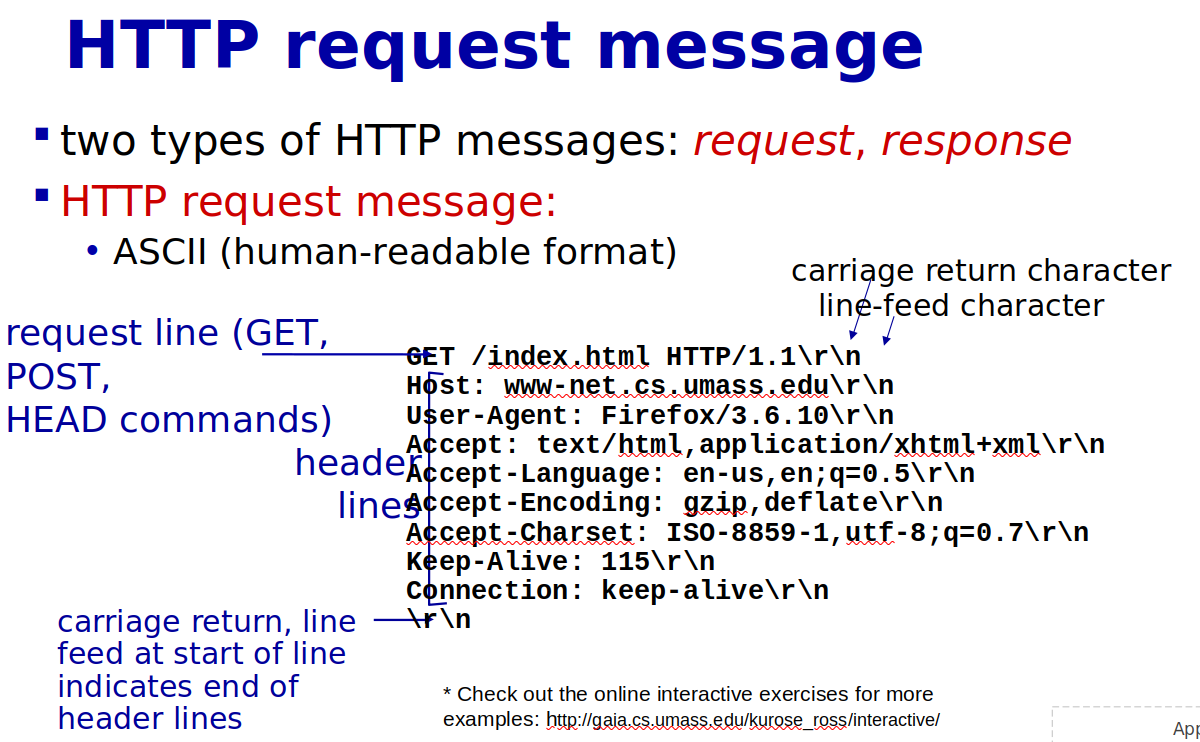 HTTP request message
two types of HTTP messages: request, response
HTTP request message:
• ASCII (human-readable format)
carriage return character
line-feed character
request line (GET,
POST,
HEAD commands)
header
lines
GET /index.html HTTP/1.1\r\n
Host: www-net.cs.umass.edu\r\n
User-Agent: Firefox/3.6.10\r\n
Accept: text/html,application/xhtml+xml\r\n
Accept-Language: en-us,en;q=0.5\r\n
Accept-Encoding: gzip,deflate\r\n
Accept-Charset: ISO-8859-1,utf-8;q=0.7\r\n
Keep-Alive: 115\r\n
Connection: keep-alive\r\n
\r\n
carriage return, line
feed at start of line
indicates end of
header lines
* Check out the online interactive exercises for more
examples: http://gaia.cs.umass.edu/kurose_ross/interactive/